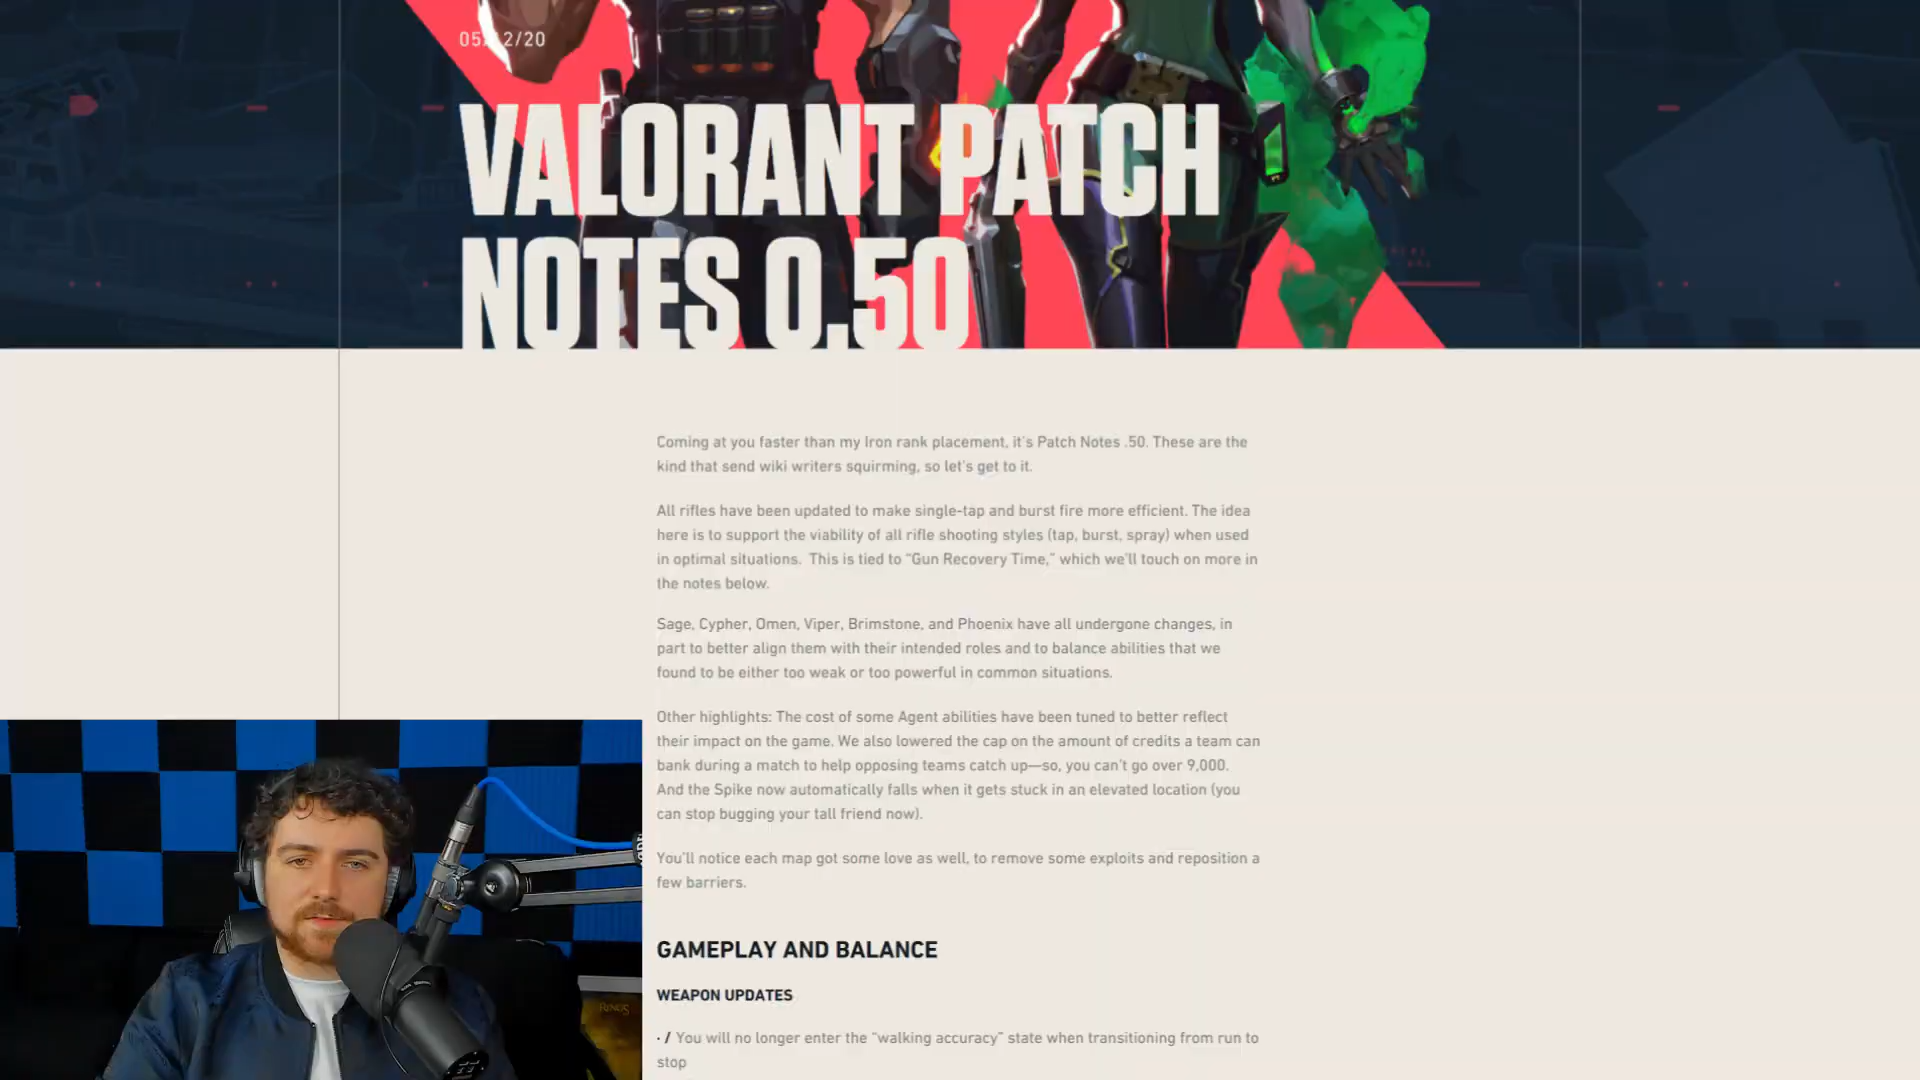 05/12/20
VALORANT PATCH
NOTES 0.50
Coming at you faster than my Iron rank placement, it's Patch Notes .50. These are the
kind that send wiki writers squirming, so let's get to it.
All rifles have been updated to make single-tap and burst fire more efficient. The idea
here is to support the viability of all rifle shooting styles (tap, burst, spray) when used
in optimal situations.  This is tied to “Gun Recovery Time,” which we'll touch on more in
the notes below.
Sage, Cypher, Omen, Viper, Brimstone, and Phoenix have all undergone changes, in
part to better align them with their intended roles and to balance abilities that we
found to be either too weak or too powerful in common situations.
Other highlights: The cost of some Agent abilities have been tuned to better reflect
their impact on the game. We also lowered the cap on the amount of credits a team can
bank during a match to help opposing teams catch up—so, you can't go over 9,000.
And the Spike now automatically falls when it gets stuck in an elevated location (you
can stop bugging your tall friend now).
You'll notice each map got some love as well, to remove some exploits and reposition a
few barriers.
GAMEPLAY AND BALANCE
WEAPON UPDATES
· / You will no longer enter the “walking accuracy” state when transitioning from run to
stop
RINGS